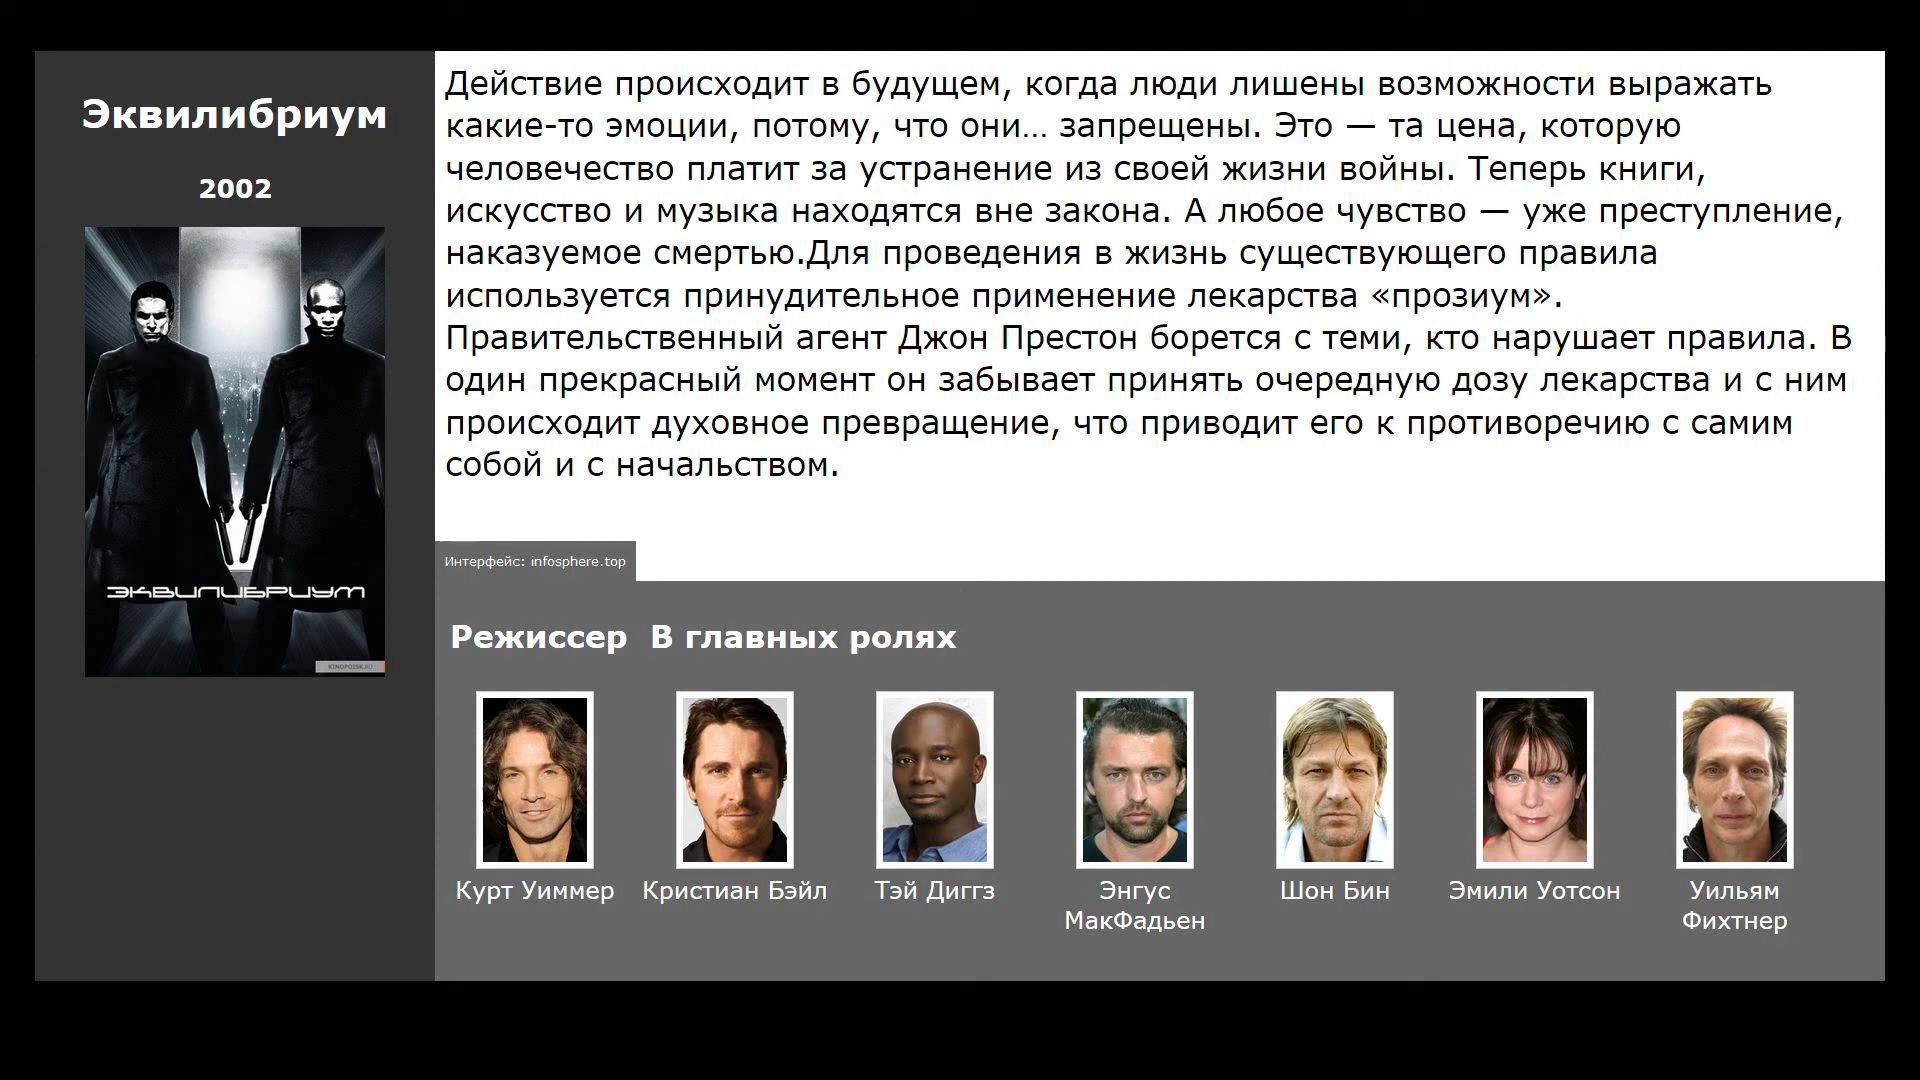 Эквилибриум
2002
ЭКВИЛИБРИУМ
KINOPOISK.RU
Действие происходит в будущем, когда люди лишены возможности выражать
какие-то эмоции, потому, что они… запрещены. Это — та цена, которую
человечество платит за устранение из своей жизни войны. Теперь книги,
искусство и музыка находятся вне закона. А любое чувство — уже преступление,
наказуемое смертью.Для проведения в жизнь существующего правила
используется принудительное применение лекарства «прозиум».
Правительственный агент Джон Престон борется с теми, кто нарушает правила. В
один прекрасный момент он забывает принять очередную дозу лекарства и с ним
происходит духовное превращение, что приводит его к противоречию с самим
собой и с начальством.
Интерфейс: infosphere.top
Режиссер В главных ролях
Курт Уиммер
Кристиан Бэйл
Тэй Диггз
Энгус
МакФадьен
Шон Бин
Эмили Уотсон
Уильям
Фихтнер